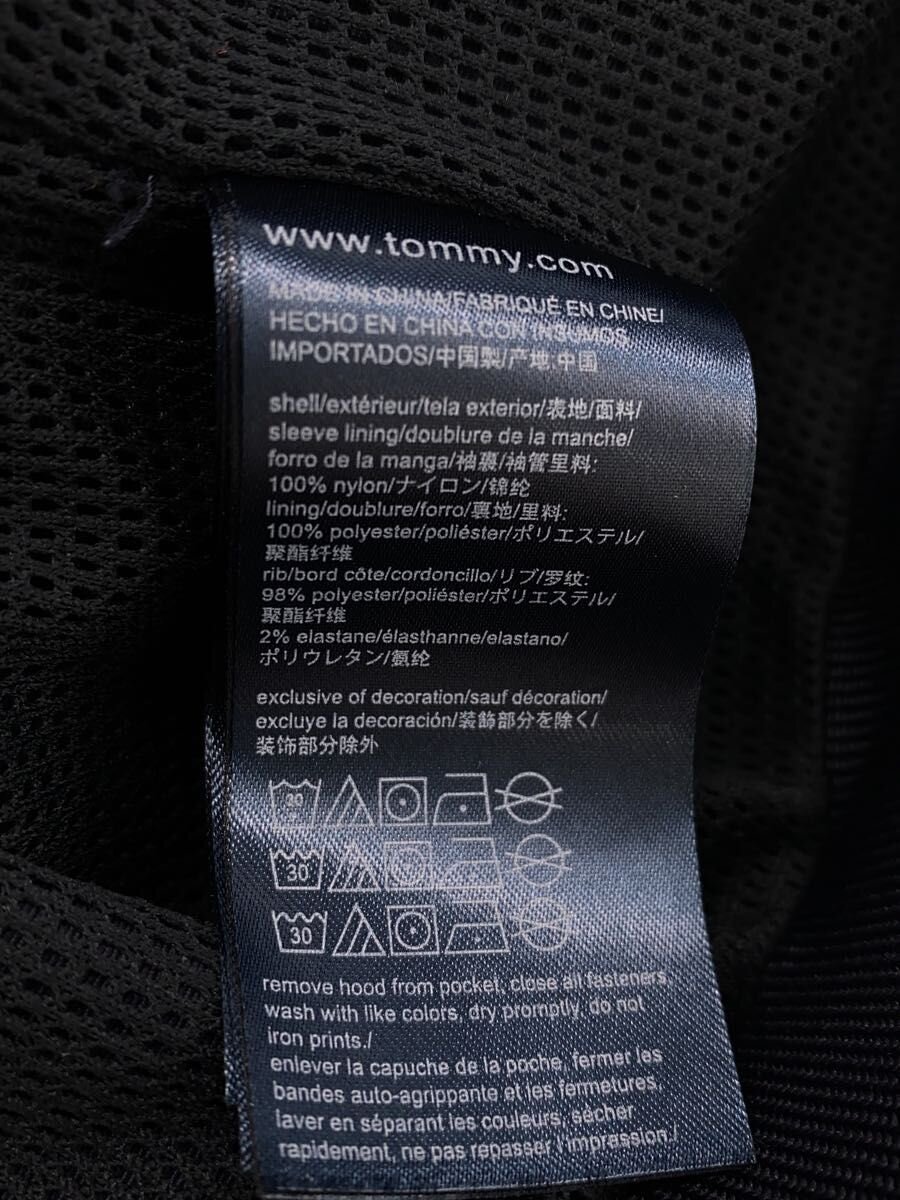 www.tommy.com
MADE IN CHINA/FABRIQUÉ EN CHINE/
HECHO EN CHINA CON INSUMOS
IMPORTADOS/中国製/产地:中国
shell/extérieur/tela exterior/表地/面料/
sleeve lining/doublure de la manche/
forro de la manga/袖裏/袖管里料:
100% nylon/ナイロン/锦纶
lining/doublure/forro/裏地/里料:
100% polyester/poliéster/ポリエステル/
聚酯纤维
rib/bord côte/cordoncillo/リブ/罗纹:
98% polyester/poliéster/ポリエステル/
聚酯纤维
2% elastane/élasthanne/elastano/
ポリウレタン/氨纶
exclusive of decoration/sauf décoration/
excluye la decoración/装飾部分を除く/
装饰部分除外
30
30
30
remove hood from pocket, close all fasteners,
wash with like colors, dry promptly, do not
iron prints./
enlever la capuche de la poche, fermer les
bandes auto-agrippante et les fermetures,
laver en séparant les couleurs, sécher
rapidement, ne pas repasser l'impression./